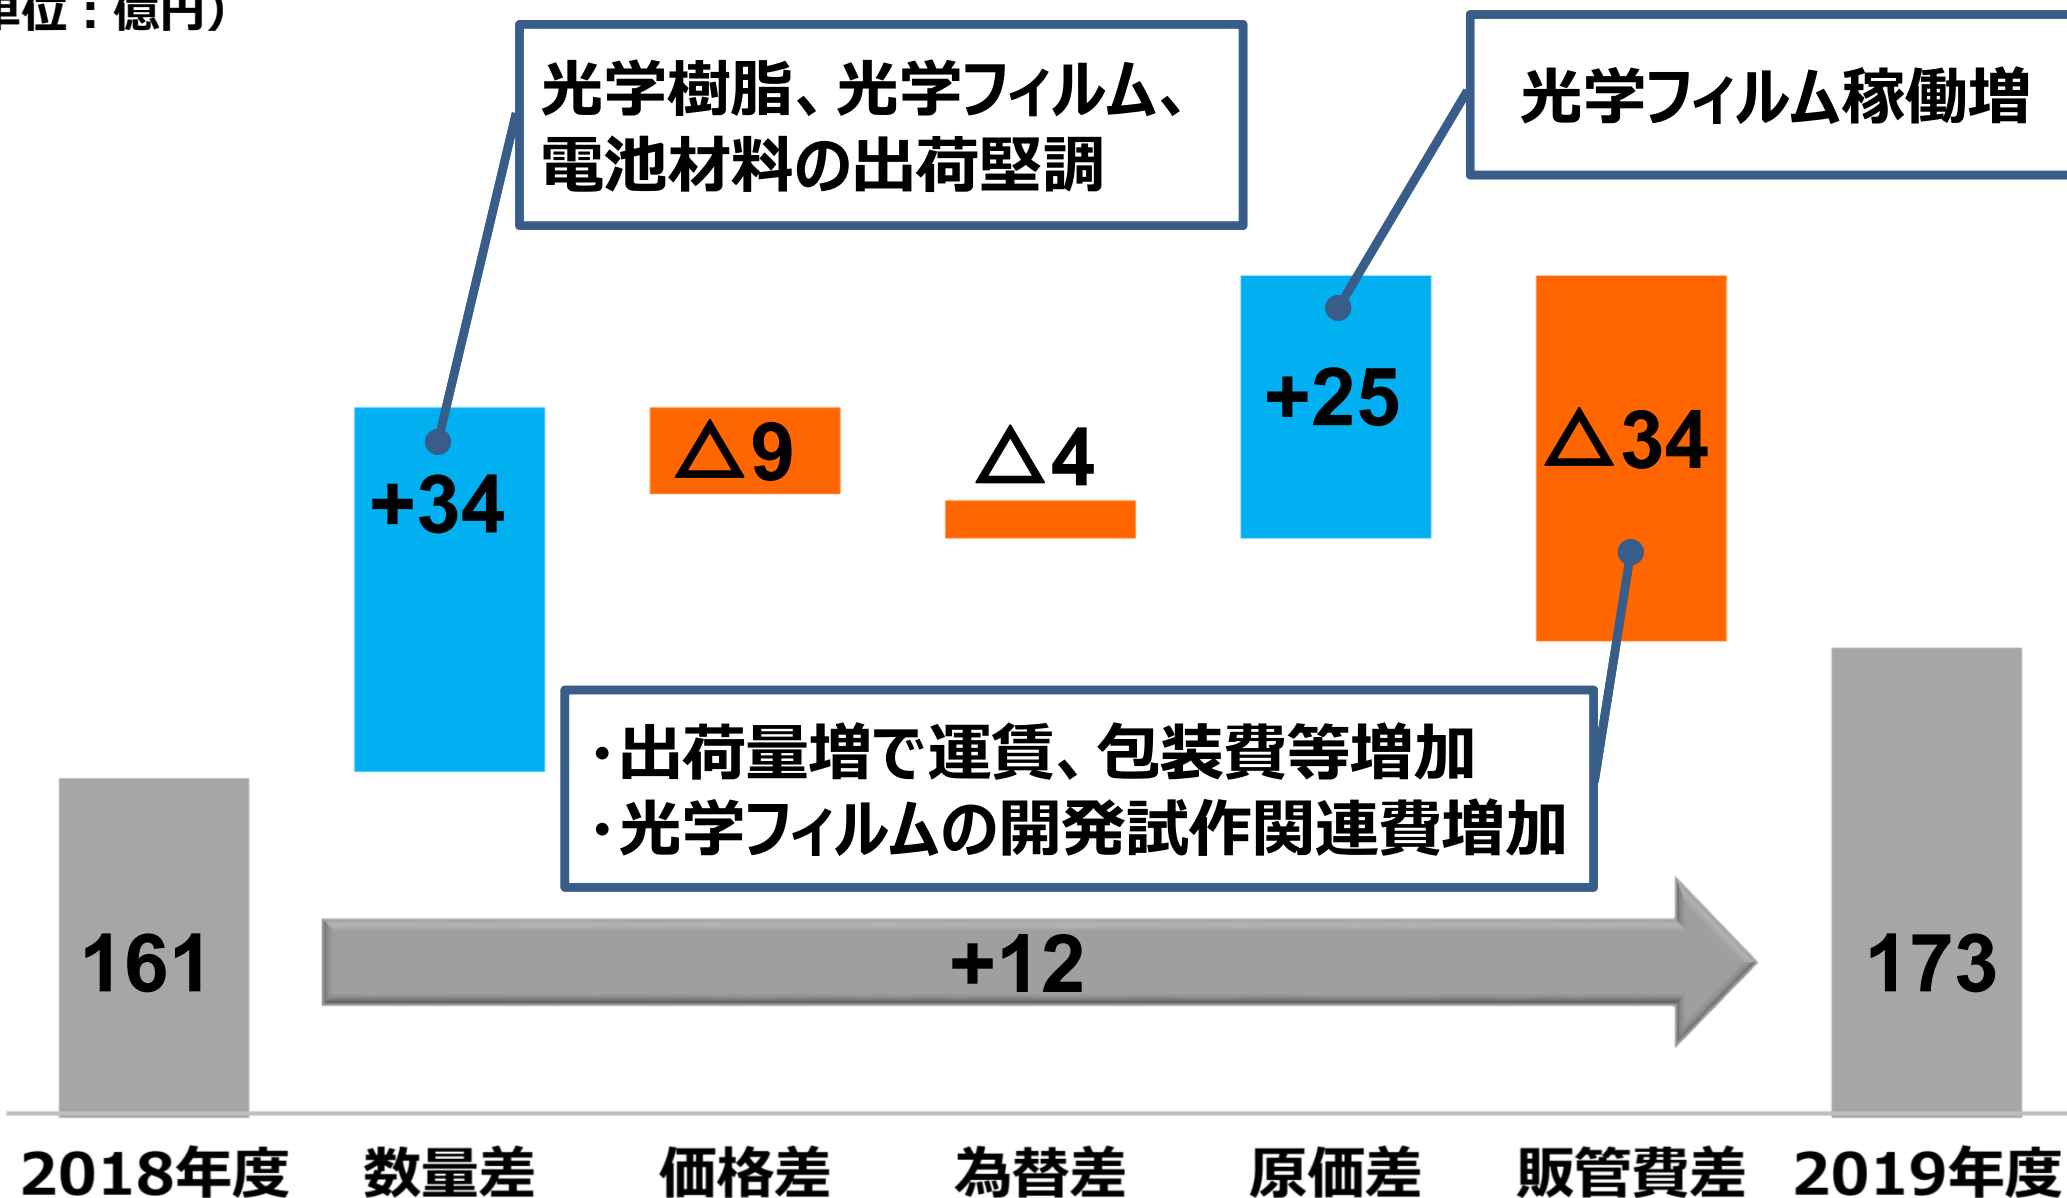 単位：億円）
光学樹脂、光学フィルム、
電池材料の出荷堅調
光学フィルム稼働増
+34
△9
△4
+25
△34
・出荷量増で運賃、包装費等増加
・光学フィルムの開発試作関連費増加
161
+12
173
2018年度 数量差 価格差 為替差 原価差 販管費差 2019年度